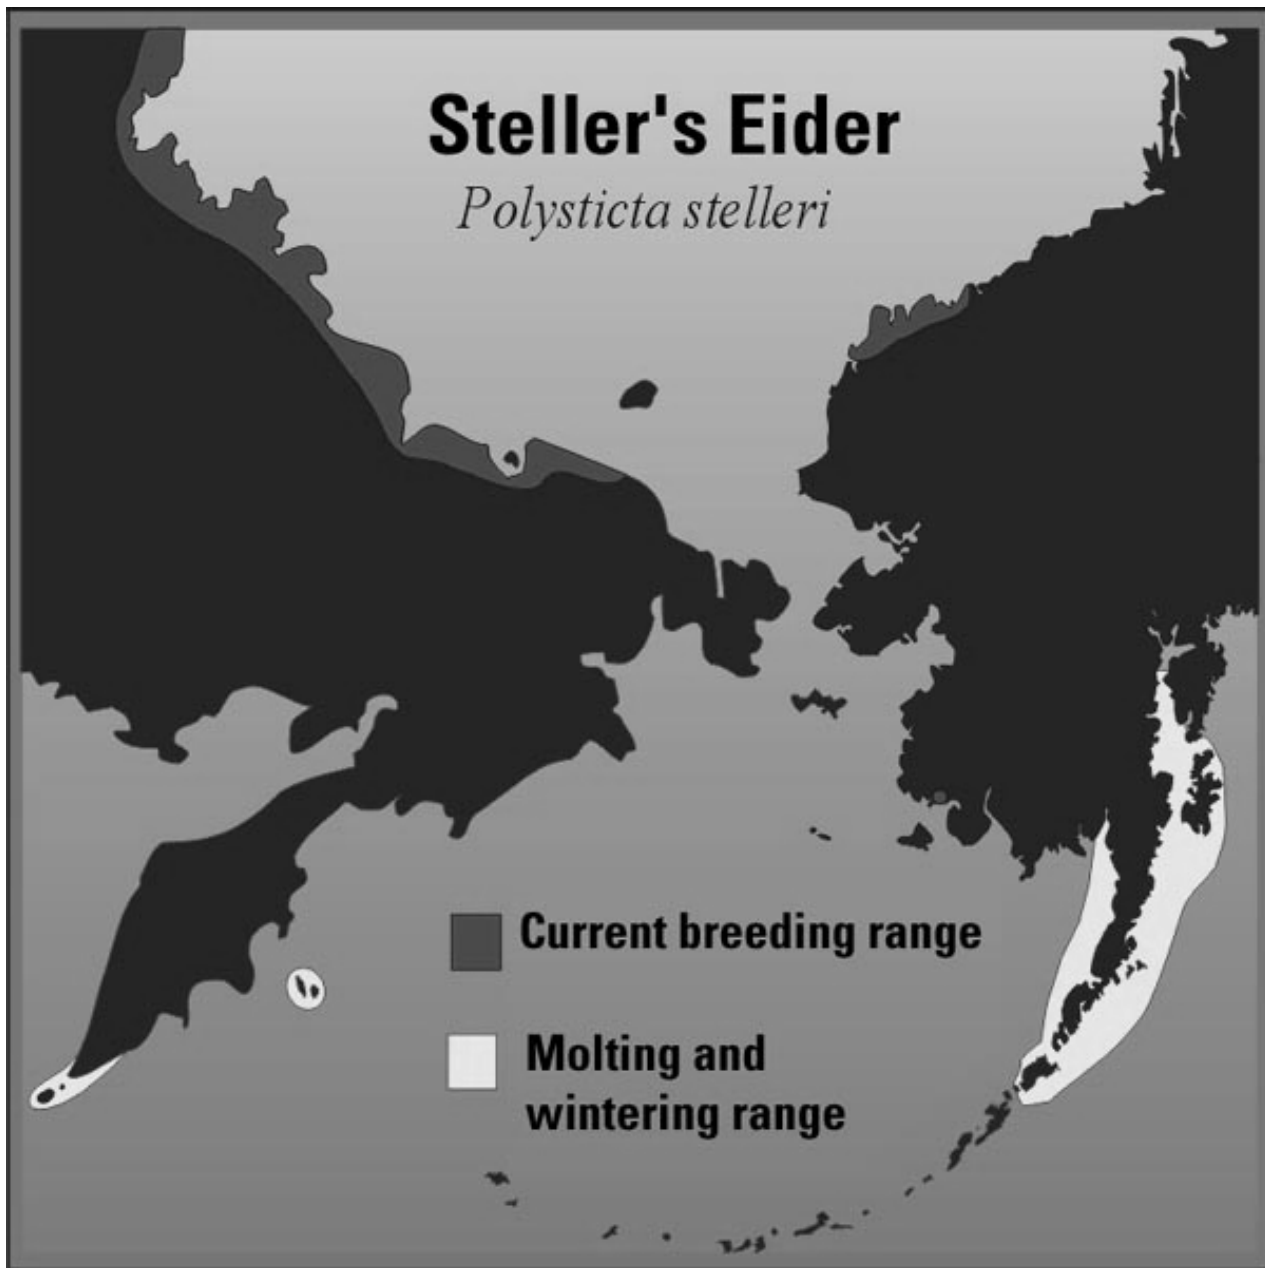 Steller's Eider
Polysticta stelleri
Current breeding range
Molting and
wintering range